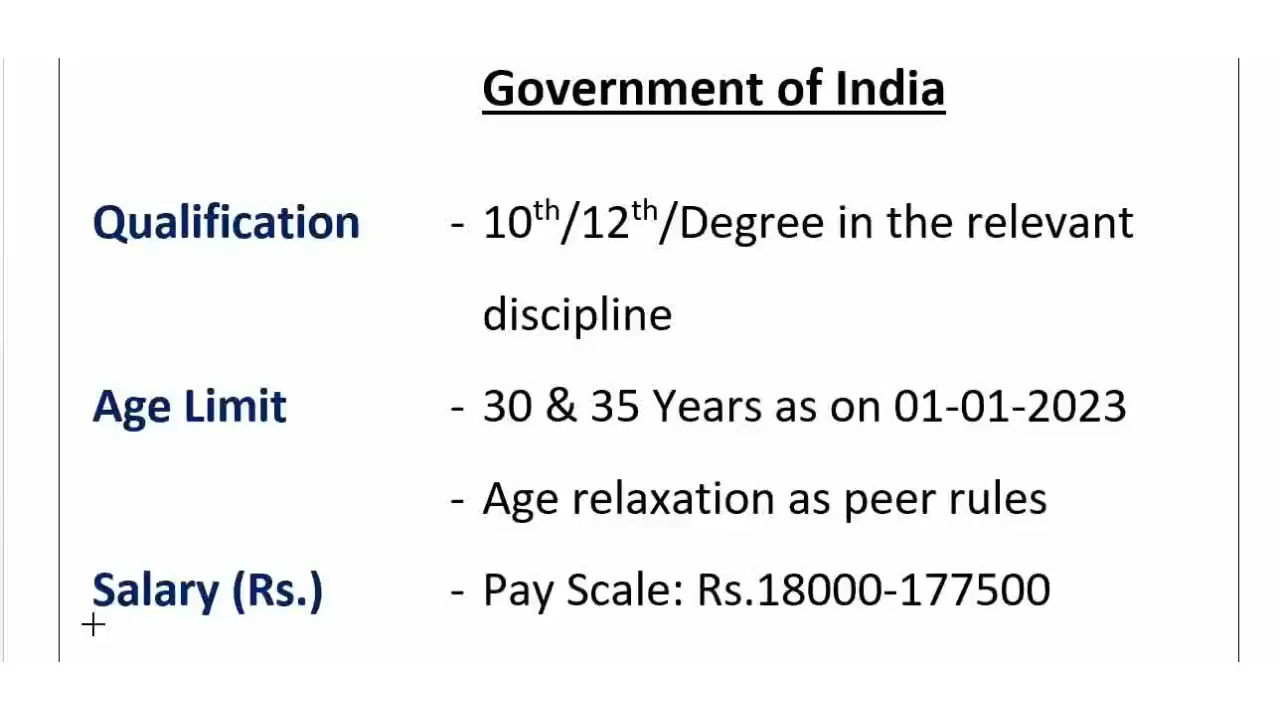 Government of India
Qualification - 10th/12th/Degree in the relevant
discipline
Age Limit - 30 & 35 Years as on 01-01-2023
- Age relaxation as peer rules
Salary (Rs.) - Pay Scale: Rs.18000-177500